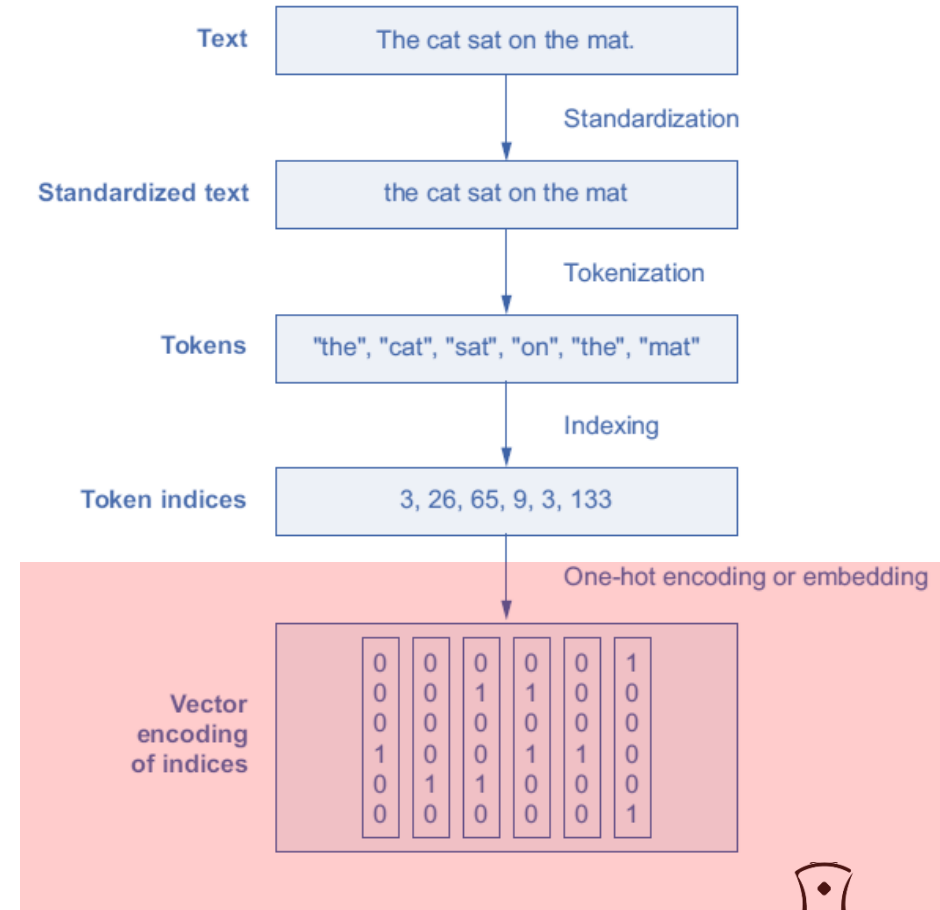 Text
The cat sat on the mat.
Standardization
Standardized text
the cat sat on the mat
Tokenization
Tokens
"the", "cat", "sat", "on", "the", "mat"
Indexing
Token indices
3, 26, 65, 9, 3, 133
One-hot encoding or embedding
Vector
encoding
of indices
0 0 0 0 0 1
0 0 1 1 0 0
0 0 0 0 0 0
1 0 0 1 1 0
0 1 1 0 0 0
0 0 0 0 0 1